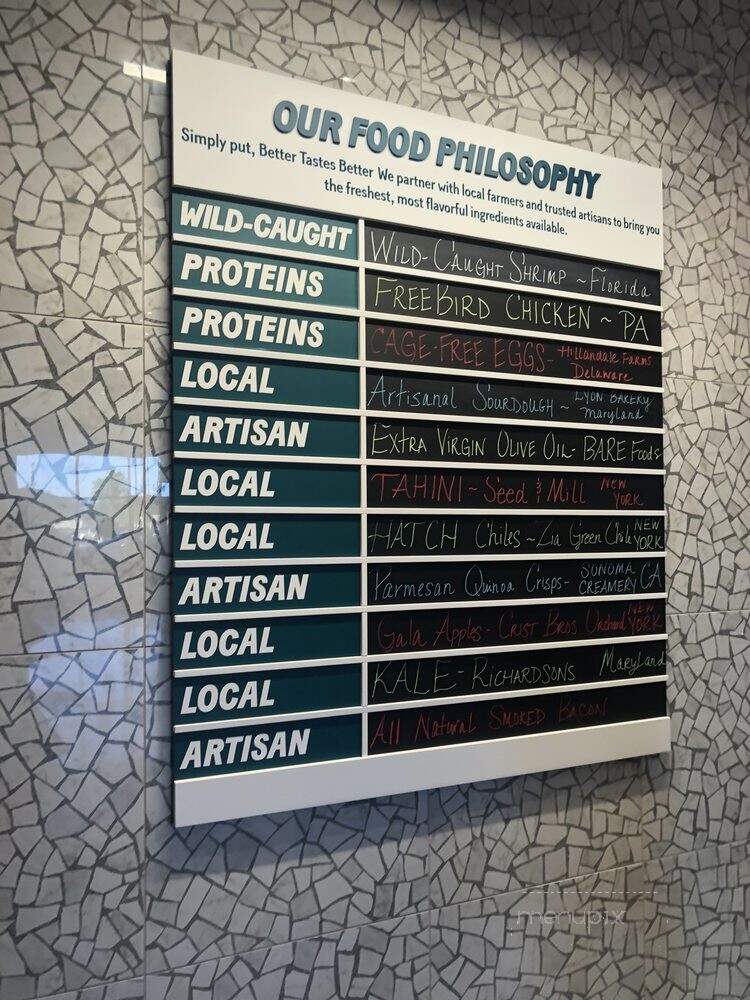 OUR FOOD PHILOSOPHY
Simply put, Better Tastes Better We partner with local farmers and trusted artisans to bring you
the freshest, most flavorful ingredients available.
WILD-CAUGHT WILD-CAUGHT SHRIMP ~ FLORIDA
PROTEINS FREEBIRD CHICKEN ~ PA
PROTEINS CAGE-FREE EGGS- Hillandale Farms
Delaware
LOCAL Artisanal SOURDOUGH ~ LYON BAKERY
maryland
ARTISAN EXTRA VIRGIN OLIVE OIL- BARE Foods
LOCAL TAHINI ~ Seed & Mill NEW
YORK
LOCAL HATCH Chiles ~ Zia Green Chile NEW
YORK
ARTISAN Parmesan Quinoa Crisps- SONOMA
CREAMERY CA
LOCAL Gala Apples - CRIST BROS Orchard NEW
YORK
LOCAL KALE - RICHARDSONS Maryland
ARTISAN All Natural SMOKED BACON
menupix